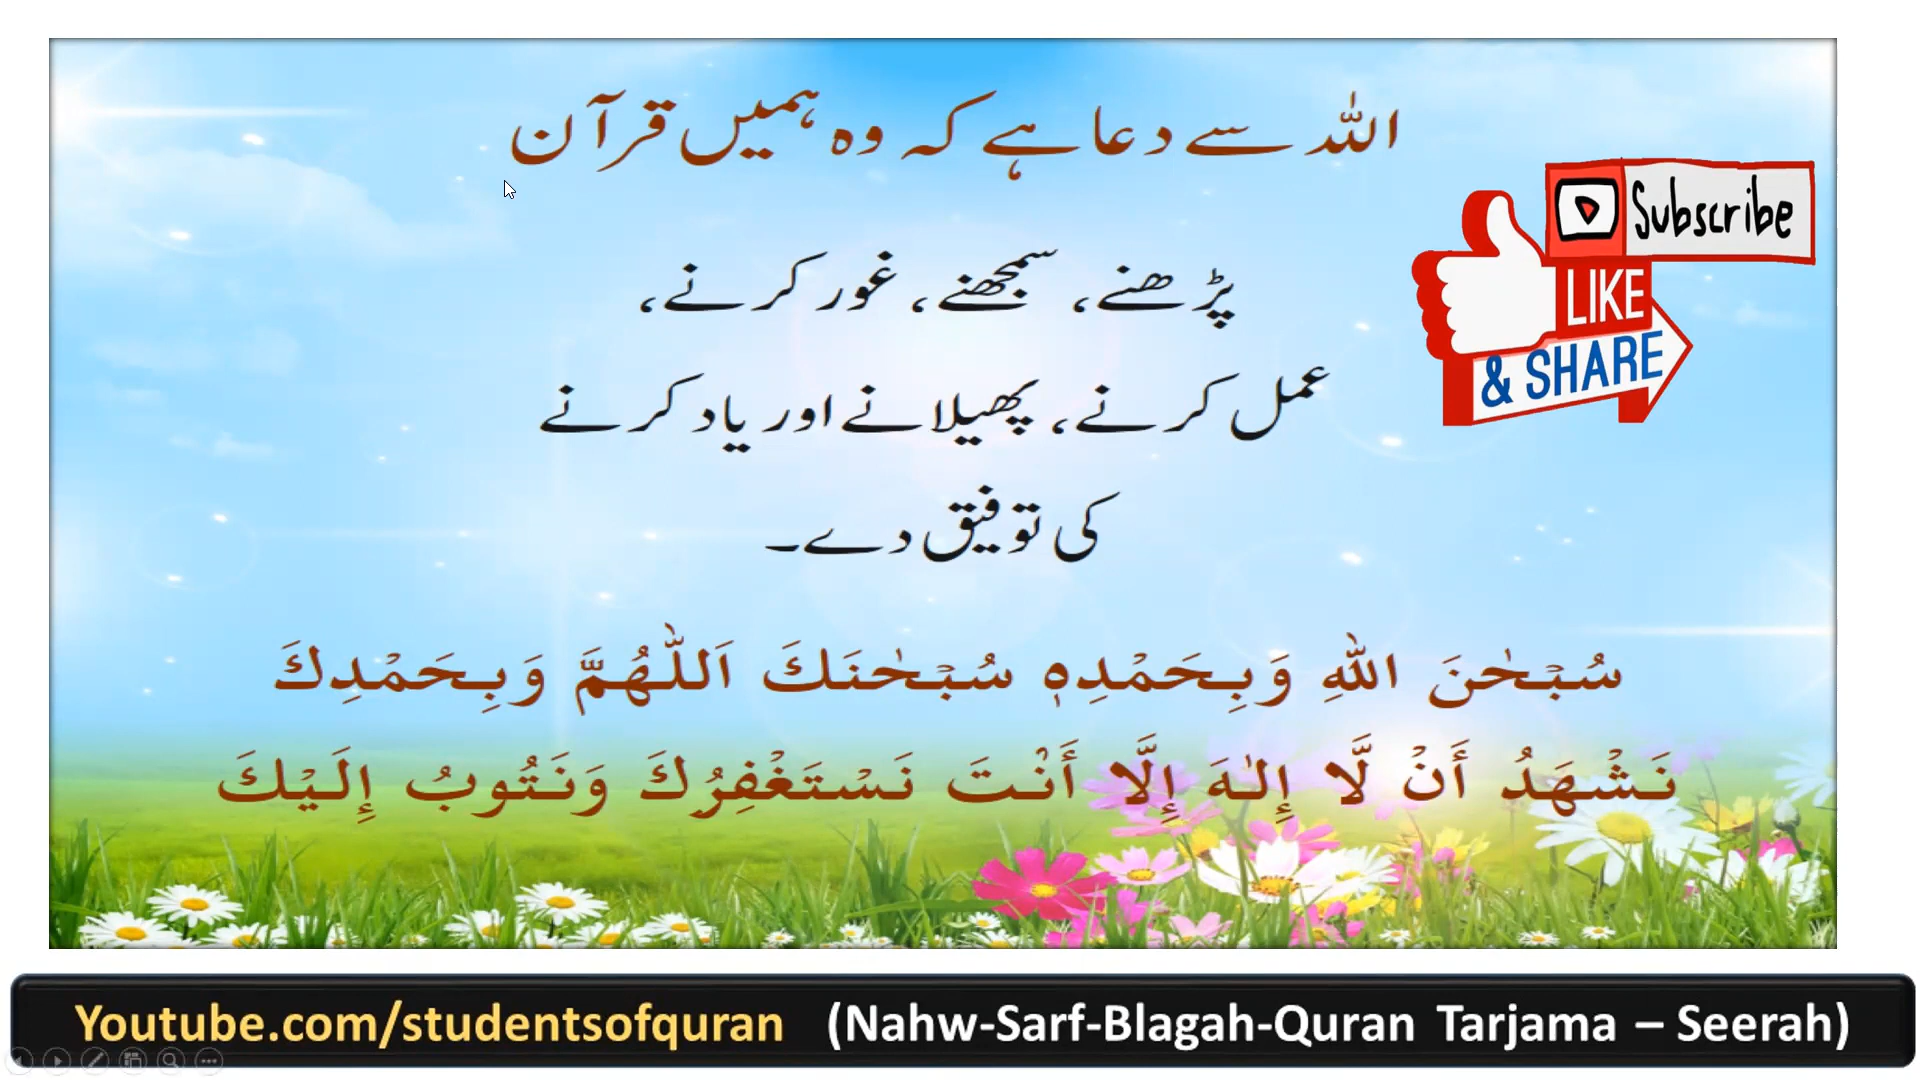 اللہ سے دعا ہے کہ وہ ہمیں قرآن
پڑھنے، سمجھنے، غور کرنے،
عمل کرنے، پھیلانے اور یاد کرنے
کی توفیق دے۔
Subscribe
LIKE
& SHARE
سُبْحٰنَ اللّٰهِ وَبِحَمْدِهٖ سُبْحٰنَكَ اَللّٰهُمَّ وَبِحَمْدِكَ
نَشْهَدُ أَنْ لَّا إِلٰهَ إِلَّا أَنْتَ نَسْتَغْفِرُكَ وَنَتُوبُ إِلَيْكَ
Youtube.com/studentsofquran (Nahw-Sarf-Blagah-Quran Tarjama – Seerah)